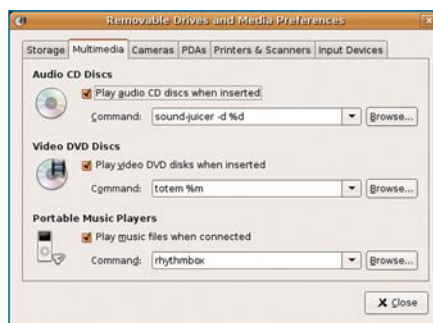 Removable Drives and Media Preferences
Storage Multimedia Cameras PDAs Printers & Scanners Input Devices
Audio CD Discs
Play audio CD discs when inserted
Command: sound-juicer -d %d Browse...
Video DVD Discs
Play video DVD disks when inserted
Command: totem %m Browse...
Portable Music Players
Play music files when connected
Command: rhythmbox Browse...
Close